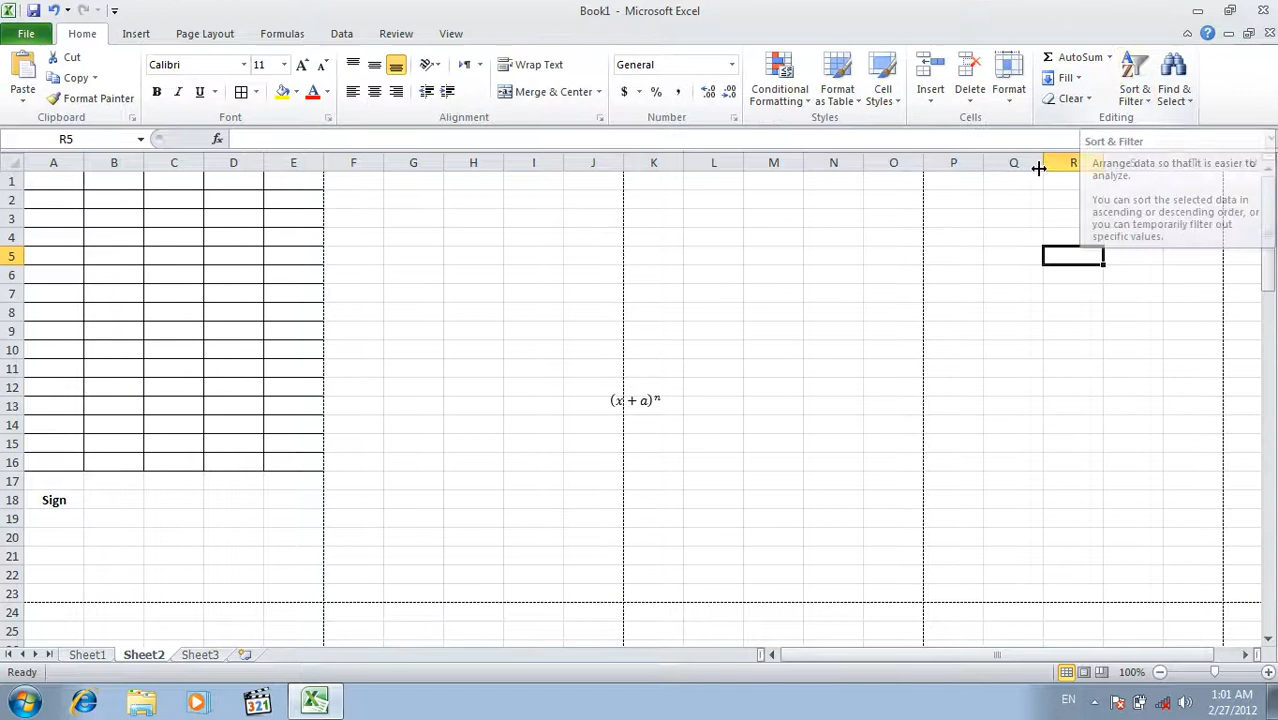 Book1 - Microsoft Excel
File Home Insert Page Layout Formulas Data Review View
Paste
Cut
Copy
Format Painter
Clipboard
Calibri 11
B I U
Font
Wrap Text
Merge & Center
Alignment
General
$ % ,
Number
Conditional Formatting
Format as Table
Cell Styles
Styles
Insert Delete Format
Cells
AutoSum
Fill
Clear
Sort & Filter
Find & Select
Editing
R5 fx
Sort & Filter
Arrange data so that it is easier to
analyze.
You can sort the selected data in
ascending or descending order, or
you can temporarily filter out
specific values.
A B C D E F G H I J K L M N O P Q R
1
2
3
4
5
6
7
8
9
10
11
12
13
(x + a)ⁿ
14
15
16
17
18 Sign
19
20
21
22
23
24
25
Sheet1 Sheet2 Sheet3
Ready 100%
321
EN
1:01 AM
2/27/2012